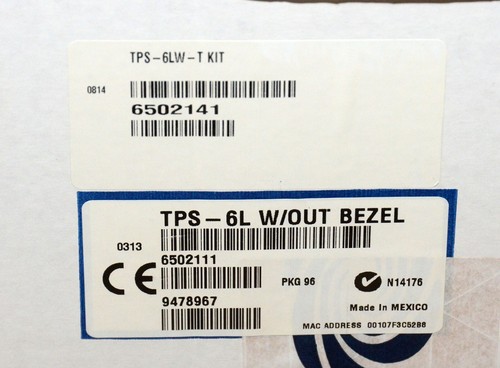 TPS-6LW-T KIT
0814
6502141
TPS-6L W/OUT BEZEL
0313
6502111
CE PKG 96 N14176
9478967
Made In MEXICO
MAC ADDRESS 00107F3C52B8